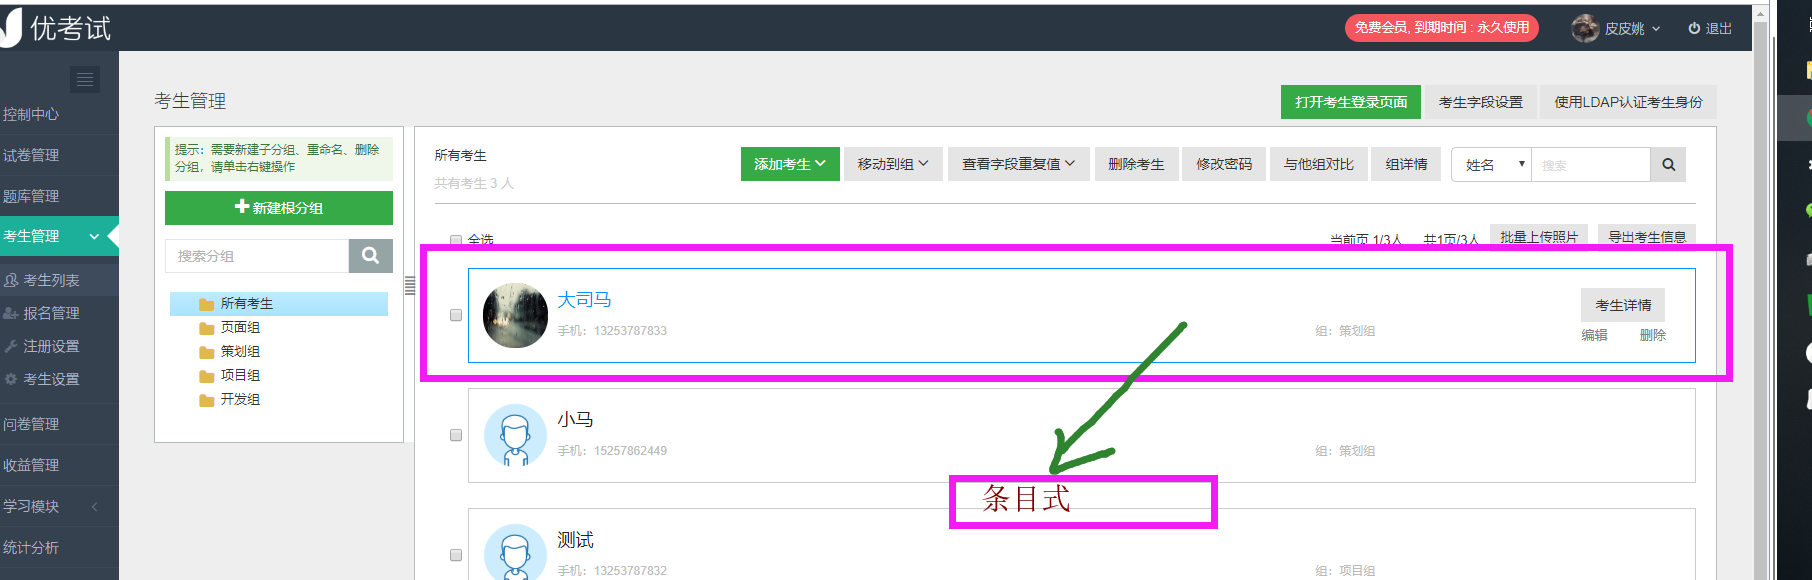 优考试
免费会员, 到期时间 : 永久使用
皮皮姚
退出
控制中心
试卷管理
题库管理
考生管理
考生列表
报名管理
注册设置
考生设置
问卷管理
收益管理
学习模块
统计分析
考生管理
打开考生登录页面
考生字段设置
使用LDAP认证考生身份
提示：需要新建子分组、重命名、删除
分组，请单击右键操作
新建根分组
搜索分组
所有考生
页面组
策划组
项目组
开发组
所有考生
共有考生 3 人
添加考生
移动到组
查看字段重复值
删除考生
修改密码
与他组对比
组详情
姓名
搜索
全选
当前页 1/3人
共1页/3人
批量上传照片
导出考生信息
大司马
手机：13253787833
组：策划组
考生详情
编辑
删除
小马
手机：15257862449
组：策划组
条目式
测试
手机：13253787832
组：项目组